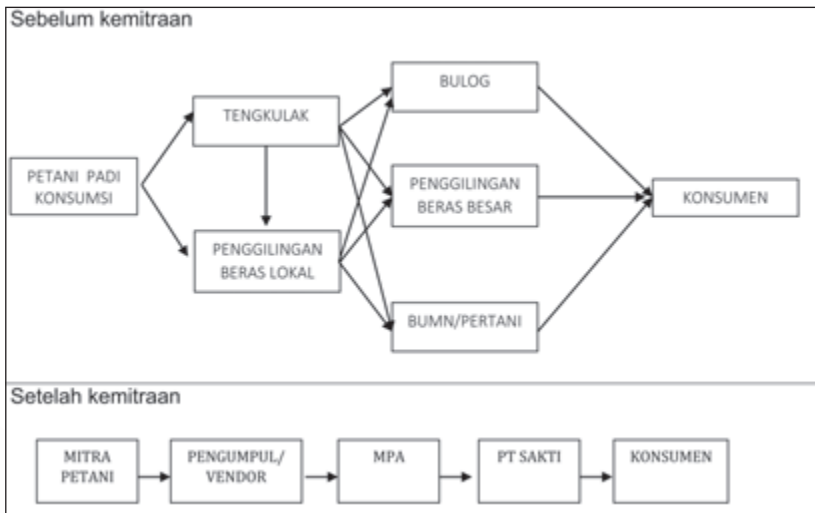 Sebelum kemitraan
BULOG
TENGKULAK
PETANI PADI
KONSUMSI
PENGGILINGAN
BERAS BESAR
KONSUMEN
PENGGILINGAN
BERAS LOKAL
BUMN/PERTANI
Setelah kemitraan
MITRA
PETANI
PENGUMPUL/
VENDOR
MPA
PT SAKTI
KONSUMEN